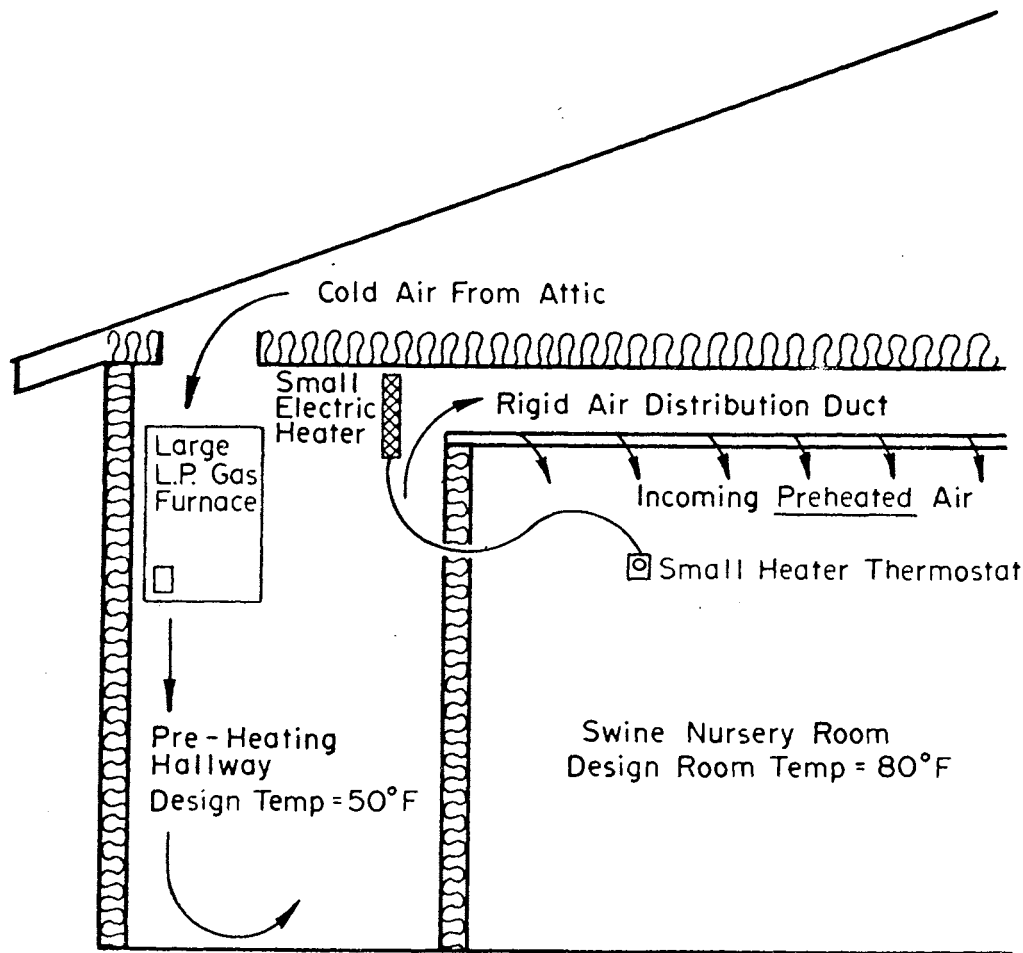 Cold Air From Attic
Small
Electric
Heater
Rigid Air Distribution Duct
Large
L.P. Gas
Furnace
Incoming Preheated Air
Small Heater Thermostat
Pre-Heating
Hallway
Design Temp = 50°F
Swine Nursery Room
Design Room Temp = 80°F